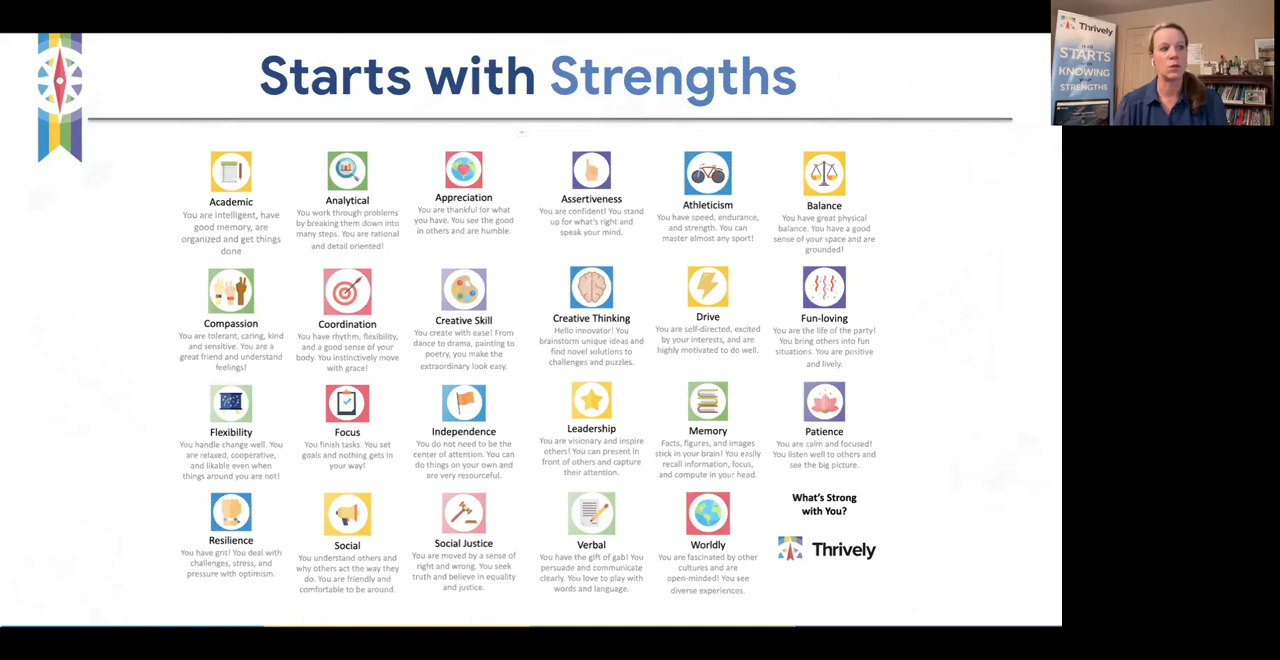 Starts with Strengths
Thrively
STARTS
KNOWING
STRENGTHS
Academic
You are intelligent, have
good memory, are
organized and get things
done
Analytical
You work through problems
by breaking them down into
many steps. You are rational
and detail oriented!
Appreciation
You are thankful for what
you have. You see the good
in others and are humble.
Assertiveness
You are confident! You stand
up for what's right and
speak your mind.
Athleticism
You have speed, endurance,
and strength. You can
master almost any sport!
Balance
You have great physical
balance. You have a good
sense of your space and are
grounded!
Compassion
You are tolerant, caring, kind
and sensitive. You are a
great friend and understand
feelings!
Coordination
You have rhythm, flexibility,
and a good sense of your
body. You instinctively move
with grace!
Creative Skill
You create with ease! From
dance to drama, painting to
poetry, you make the
extraordinary look easy.
Creative Thinking
Hello innovator! You
brainstorm unique ideas and
find novel solutions to
challenges and puzzles.
Drive
You are self-directed, excited
by your interests, and are
highly motivated to do well.
Fun-loving
You are the life of the party!
You bring others into fun
situations. You are positive
and lively.
Flexibility
You handle change well. You
are relaxed, cooperative,
and likable even when
things around you are not!
Focus
You finish tasks. You set
goals and nothing gets in
your way!
Independence
You do not need to be the
center of attention. You can
do things on your own and
are very resourceful.
Leadership
You are visionary and inspire
others! You can present in
front of others and capture
their attention.
Memory
Facts, figures, and images
stick in your brain! You easily
recall information, focus,
and compute in your head.
Patience
You are calm and focused!
You listen well to others and
see the big picture.
Resilience
You have grit! You deal with
challenges, stress, and
pressure with optimism.
Social
You understand others and
why others act the way they
do. You are friendly and
comfortable to be around.
Social Justice
You are moved by a sense of
right and wrong. You seek
truth and believe in equality
and justice.
Verbal
You have the gift of gab! You
persuade and communicate
clearly. You love to play with
words and language.
Worldly
You are fascinated by other
cultures and are
open-minded! You see
diverse experiences.
What's Strong
with You?
Thrively